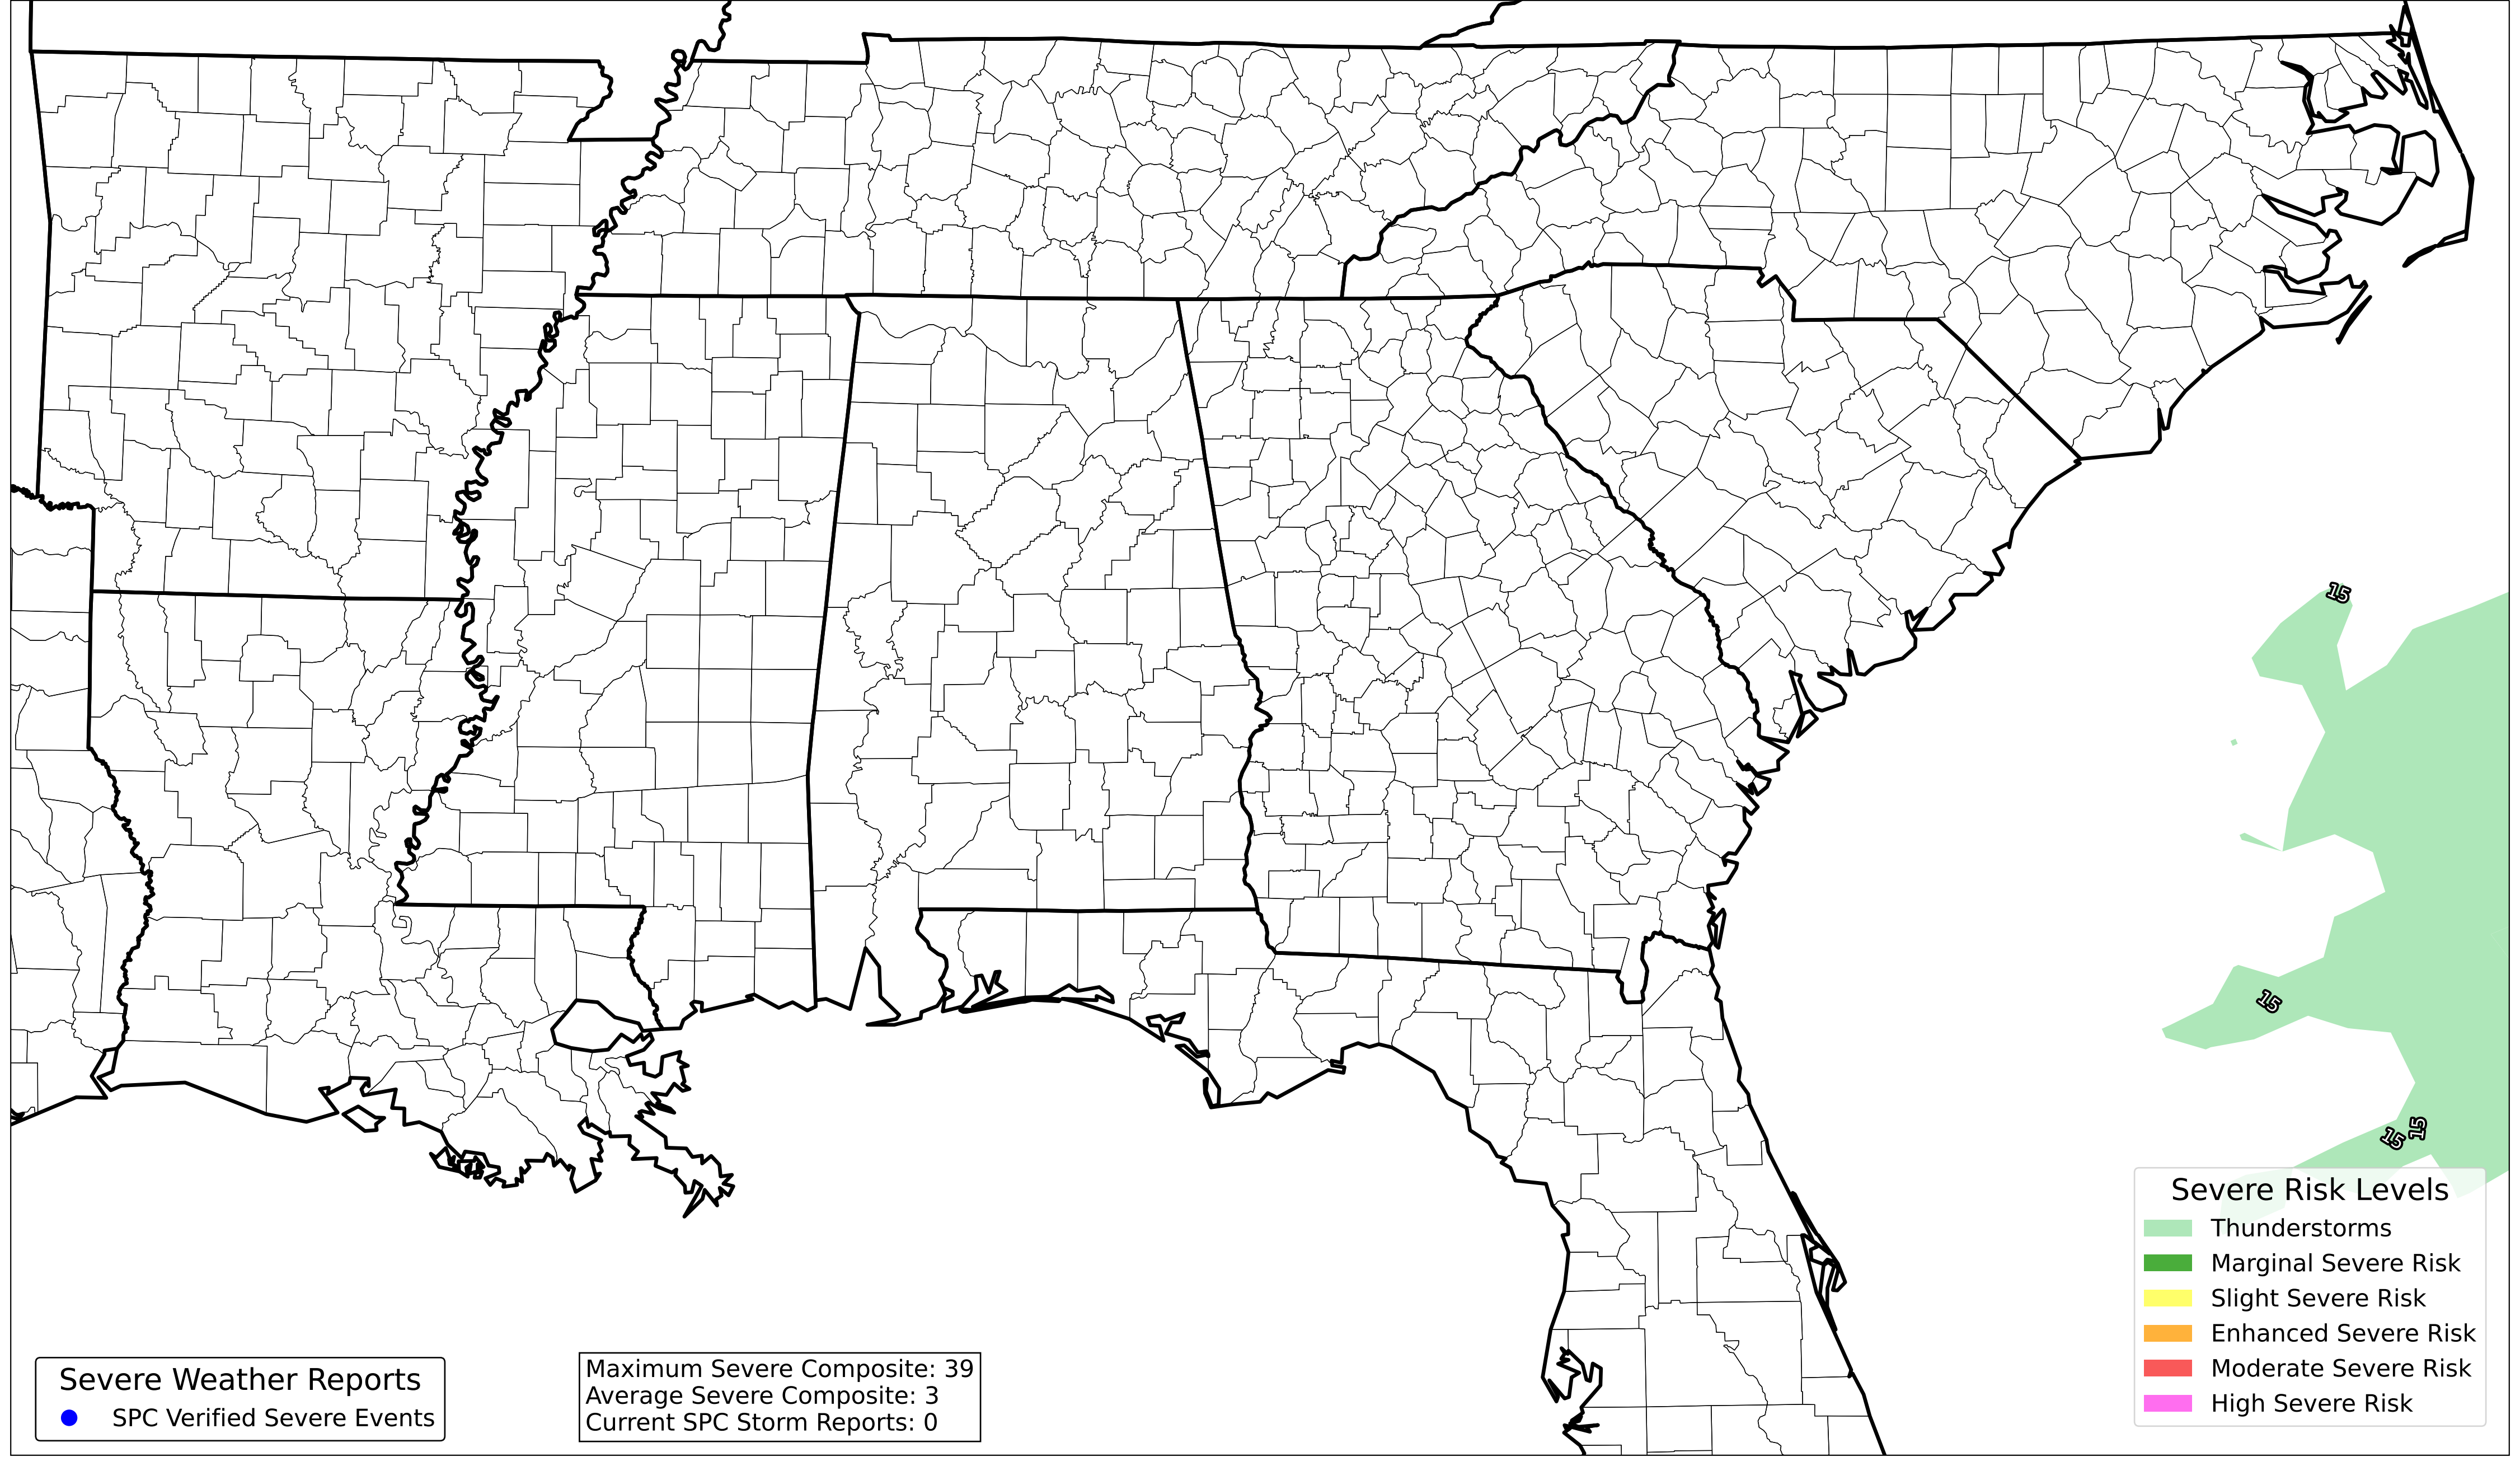 15
15
15
15
Severe Risk Levels
Thunderstorms
Marginal Severe Risk
Slight Severe Risk
Enhanced Severe Risk
Moderate Severe Risk
High Severe Risk
Severe Weather Reports
SPC Verified Severe Events
Maximum Severe Composite: 39
Average Severe Composite: 3
Current SPC Storm Reports: 0